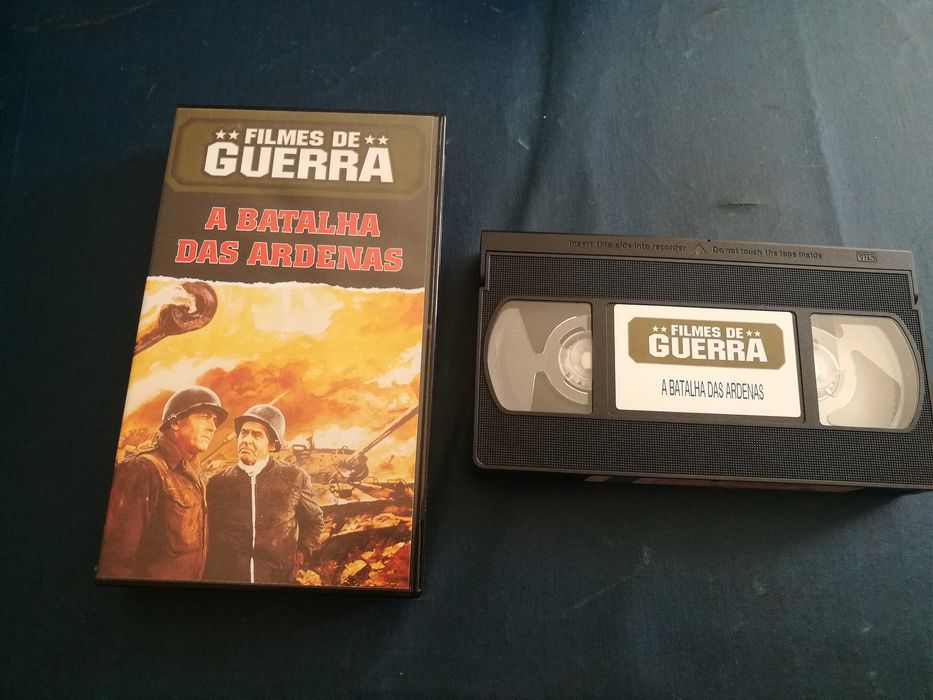 ★★ FILMES DE ★★
GUERRA
A BATALHA
DAS ARDENAS
Insert this side into recorder
Do not touch the tape inside
VHS
★★ FILMES DE ★★
GUERRA
A BATALHA DAS ARDENAS